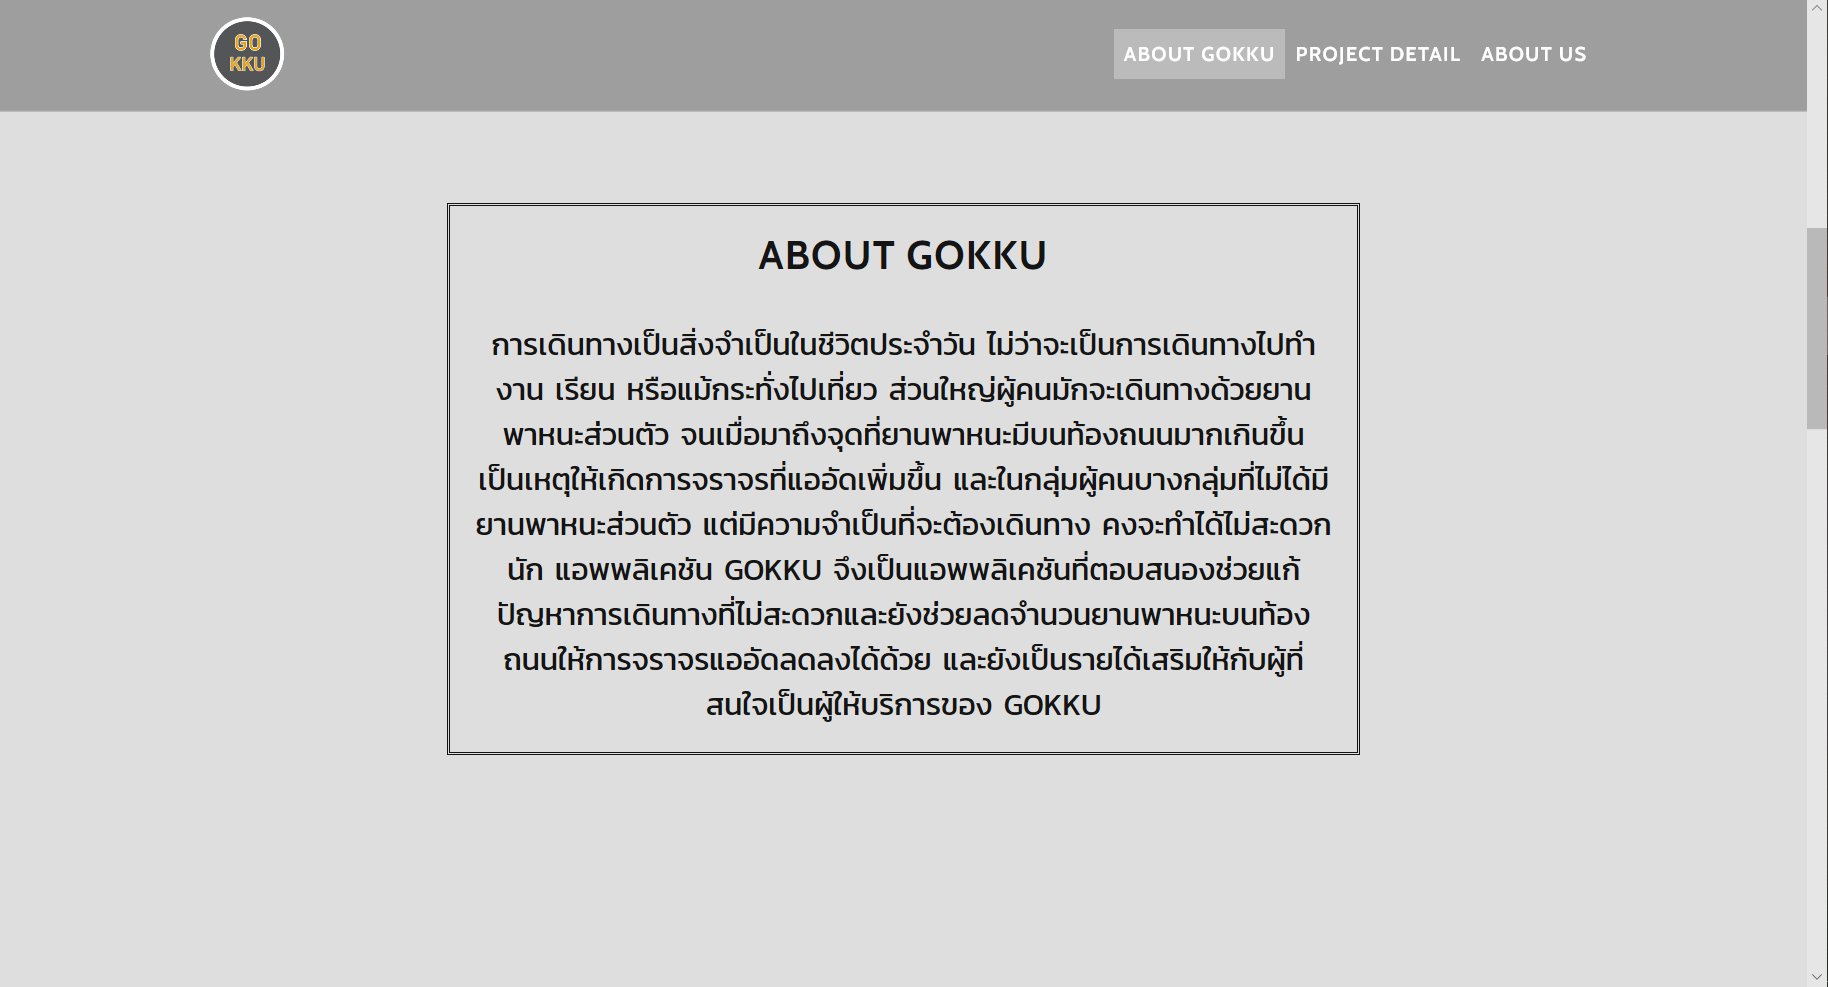 GO
KKU
ABOUT GOKKU
PROJECT DETAIL
ABOUT US
ABOUT GOKKU
การเดินทางเป็นสิ่งจำเป็นในชีวิตประจำวัน ไม่ว่าจะเป็นการเดินทางไปทำ
งาน เรียน หรือแม้กระทั่งไปเที่ยว ส่วนใหญ่ผู้คนมักจะเดินทางด้วยยาน
พาหนะส่วนตัว จนเมื่อมาถึงจุดที่ยานพาหนะมีบนท้องถนนมากเกินขึ้น
เป็นเหตุให้เกิดการจราจรที่แออัดเพิ่มขึ้น และในกลุ่มผู้คนบางกลุ่มที่ไม่ได้มี
ยานพาหนะส่วนตัว แต่มีความจำเป็นที่จะต้องเดินทาง คงจะทำได้ไม่สะดวก
นัก แอพพลิเคชัน GOKKU จึงเป็นแอพพลิเคชันที่ตอบสนองช่วยแก้
ปัญหาการเดินทางที่ไม่สะดวกและยังช่วยลดจำนวนยานพาหนะบนท้อง
ถนนให้การจราจรแออัดลดลงได้ด้วย และยังเป็นรายได้เสริมให้กับผู้ที่
สนใจเป็นผู้ให้บริการของ GOKKU